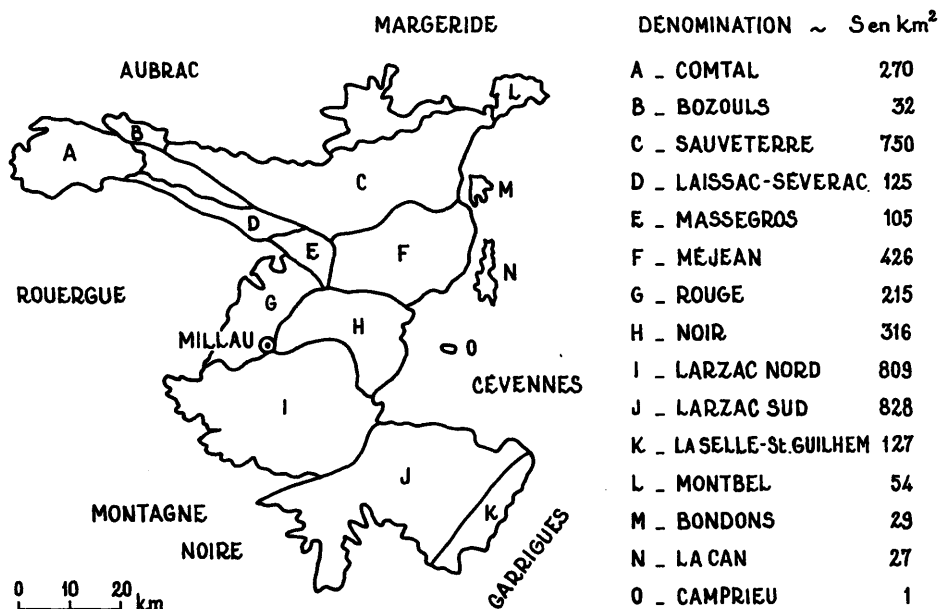 MARGERIDE
AUBRAC
A
B
C
D
E
F
G
H
I
J
K
L
M
N
O
ROUERGUE
MILLAU
CÉVENNES
MONTAGNE
NOIRE
GARRIGUES
0 10 20
km
DÉNOMINATION ~ S en km²
A _ COMTAL 270
B _ BOZOULS 32
C _ SAUVETERRE 750
D _ LAISSAC-SÉVERAC 125
E _ MASSEGROS 105
F _ MÉJEAN 426
G _ ROUGE 215
H _ NOIR 316
I _ LARZAC NORD 809
J _ LARZAC SUD 828
K _ LA SELLE-St.GUILHEM 127
L _ MONTBEL 54
M _ BONDONS 29
N _ LA CAN 27
O _ CAMPRIEU 1